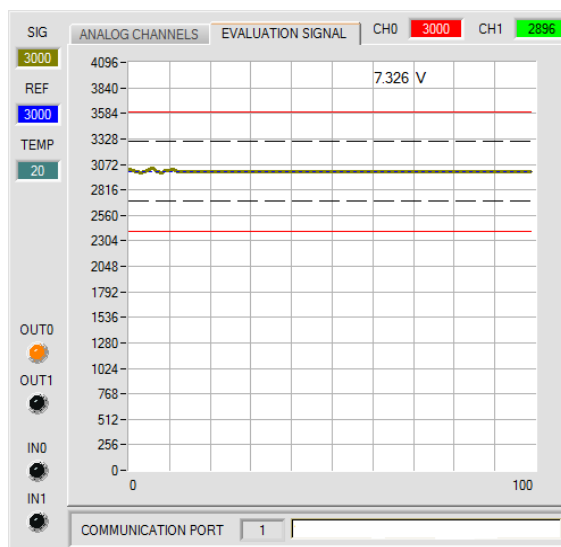 SIG
3000
REF
3000
TEMP
20
OUT0
OUT1
IN0
IN1
ANALOG CHANNELS
EVALUATION SIGNAL
CH0 3000 CH1 2896
7.326 V
4096
3840
3584
3328
3072
2816
2560
2304
2048
1792
1536
1280
1024
768
512
256
0
0 100
COMMUNICATION PORT 1